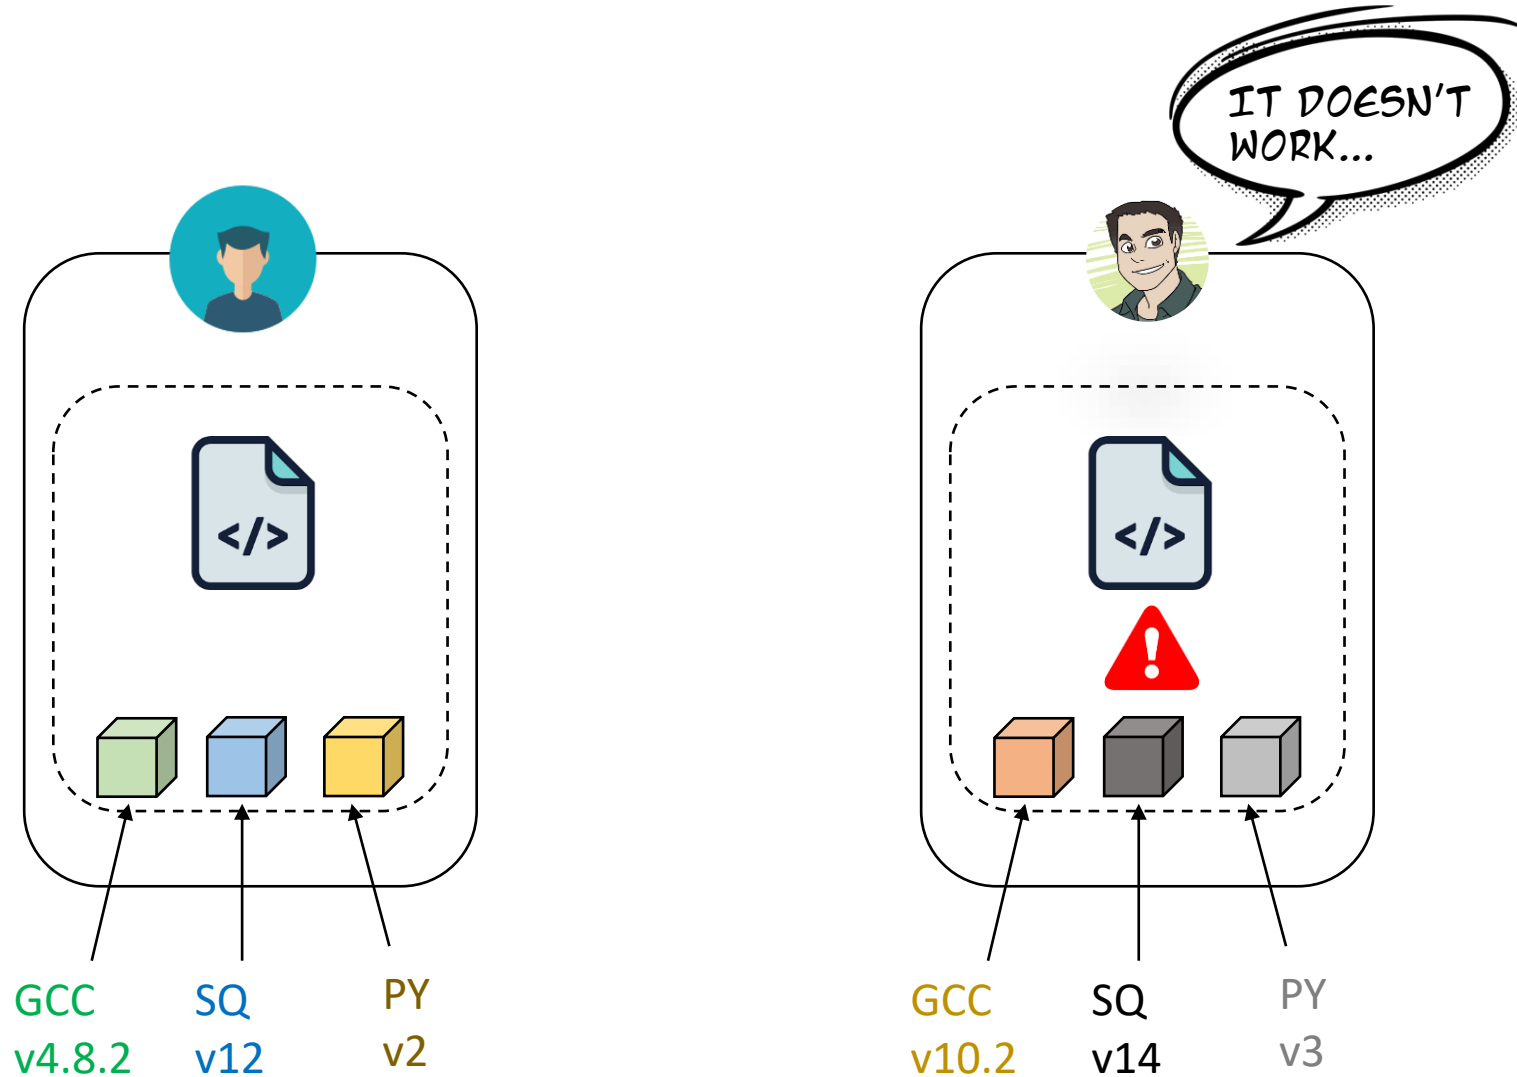 IT DOESN'T
WORK...
</>
</>
GCC
v4.8.2
SQ
v12
PY
v2
GCC
v10.2
SQ
v14
PY
v3